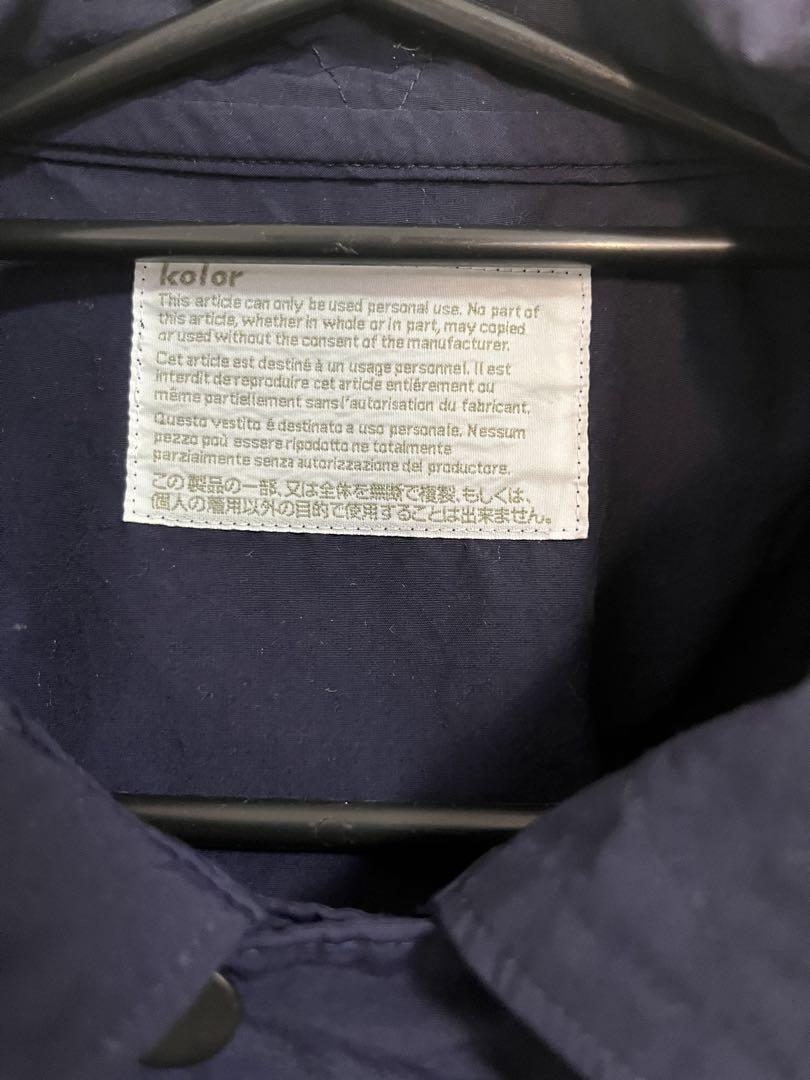 kolor
This article can only be used personal use. No part of
this article, whether in whole or in part, may copied
or used without the consent of the manufacturer.
Cet article est destiné à un usage personnel. Il est
interdit de reproduire cet article entiérement ou
même partiellement sans l'autorisation du fabricant.
Questo vestito é destinato a uso personale. Nessum
pezzo poú essere ripodotto ne totalmente
parzialmente senza autorizzazione del productore.
この製品の一部、又は全体を無断で複製、もしくは、
個人の着用以外の目的で使用することは出来ません。